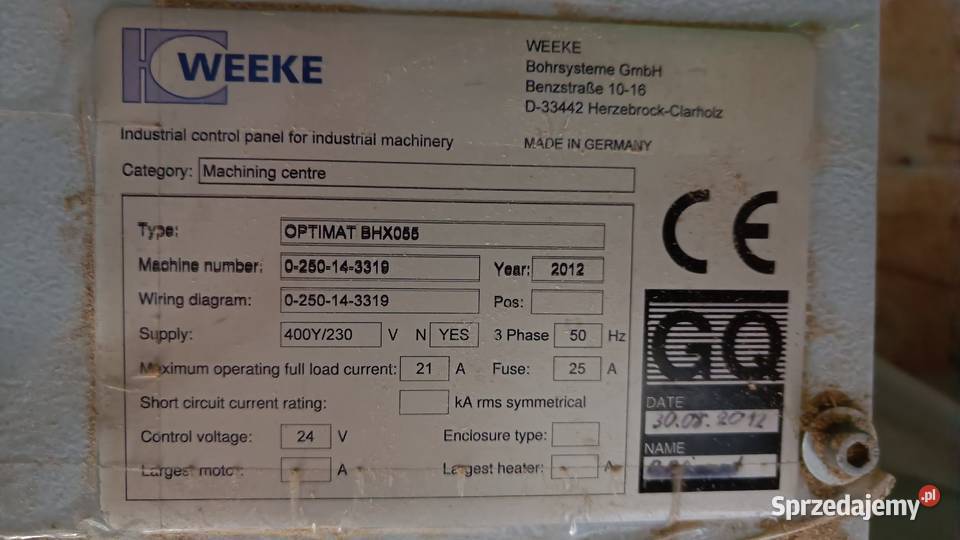 WEEKE
WEEKE
Bohrsysteme GmbH
Benzstraße 10-16
D-33442 Herzebrock-Clarholz
Industrial control panel for industrial machinery
MADE IN GERMANY
Category: Machining centre
Type: OPTIMAT BHX055
Machine number: 0-250-14-3319 Year: 2012
Wiring diagram: 0-250-14-3319 Pos:
Supply: 400Y/230 V N YES 3 Phase 50 Hz
Maximum operating full load current: 21 A Fuse: 25 A
Short circuit current rating: kA rms symmetrical
Control voltage: 24 V Enclosure type:
Largest motor: A Largest heater: A
CE
GQ
DATE
30.08.2012
NAME
Sprzedajemy.pl